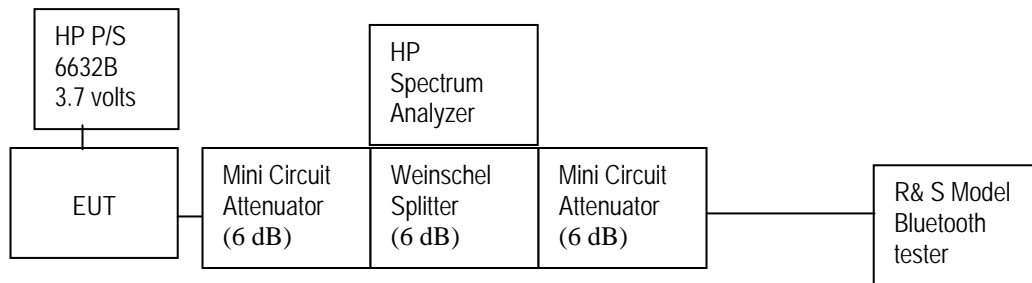 HP P/S
6632B
3.7 volts
HP
Spectrum
Analyzer
EUT
Mini Circuit
Attenuator
(6 dB)
Weinschel
Splitter
(6 dB)
Mini Circuit
Attenuator
(6 dB)
R& S Model
Bluetooth
tester